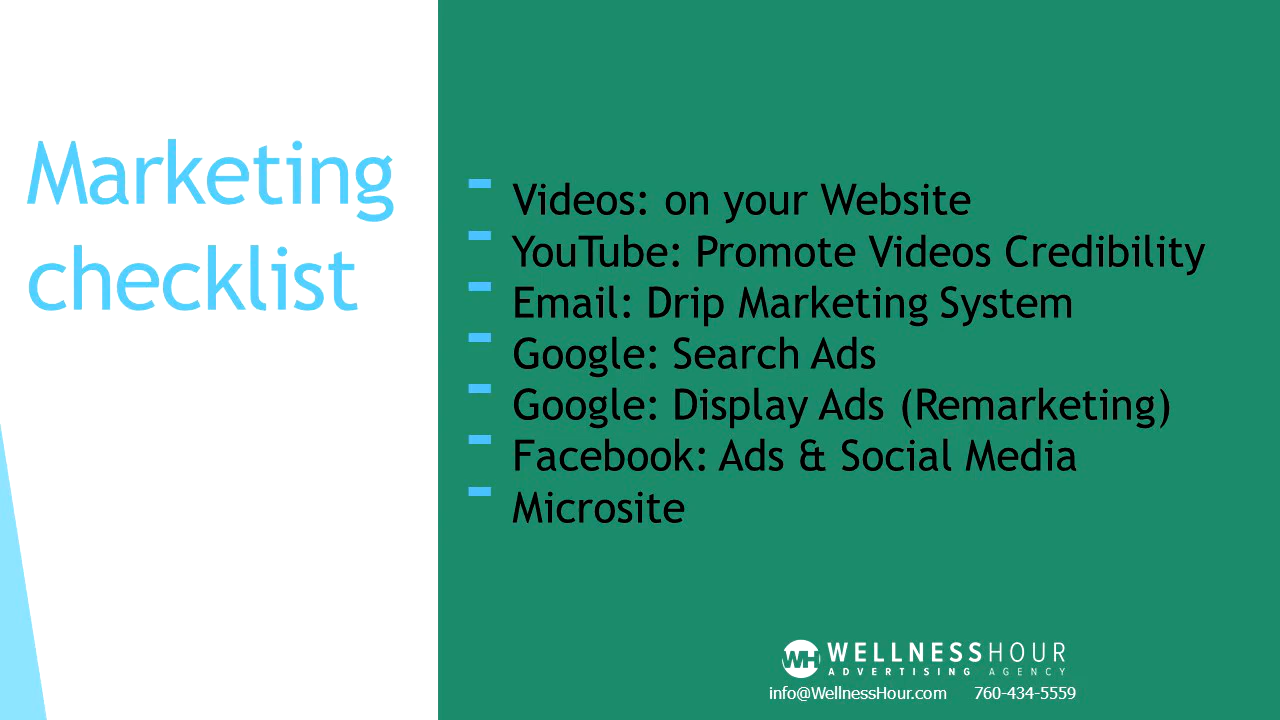 Marketing
checklist
Videos: on your Website
YouTube: Promote Videos Credibility
Email: Drip Marketing System
Google: Search Ads
Google: Display Ads (Remarketing)
Facebook: Ads & Social Media
Microsite
WH WELLNESSHOUR
ADVERTISING AGENCY
info@WellnessHour.com 760-434-5559